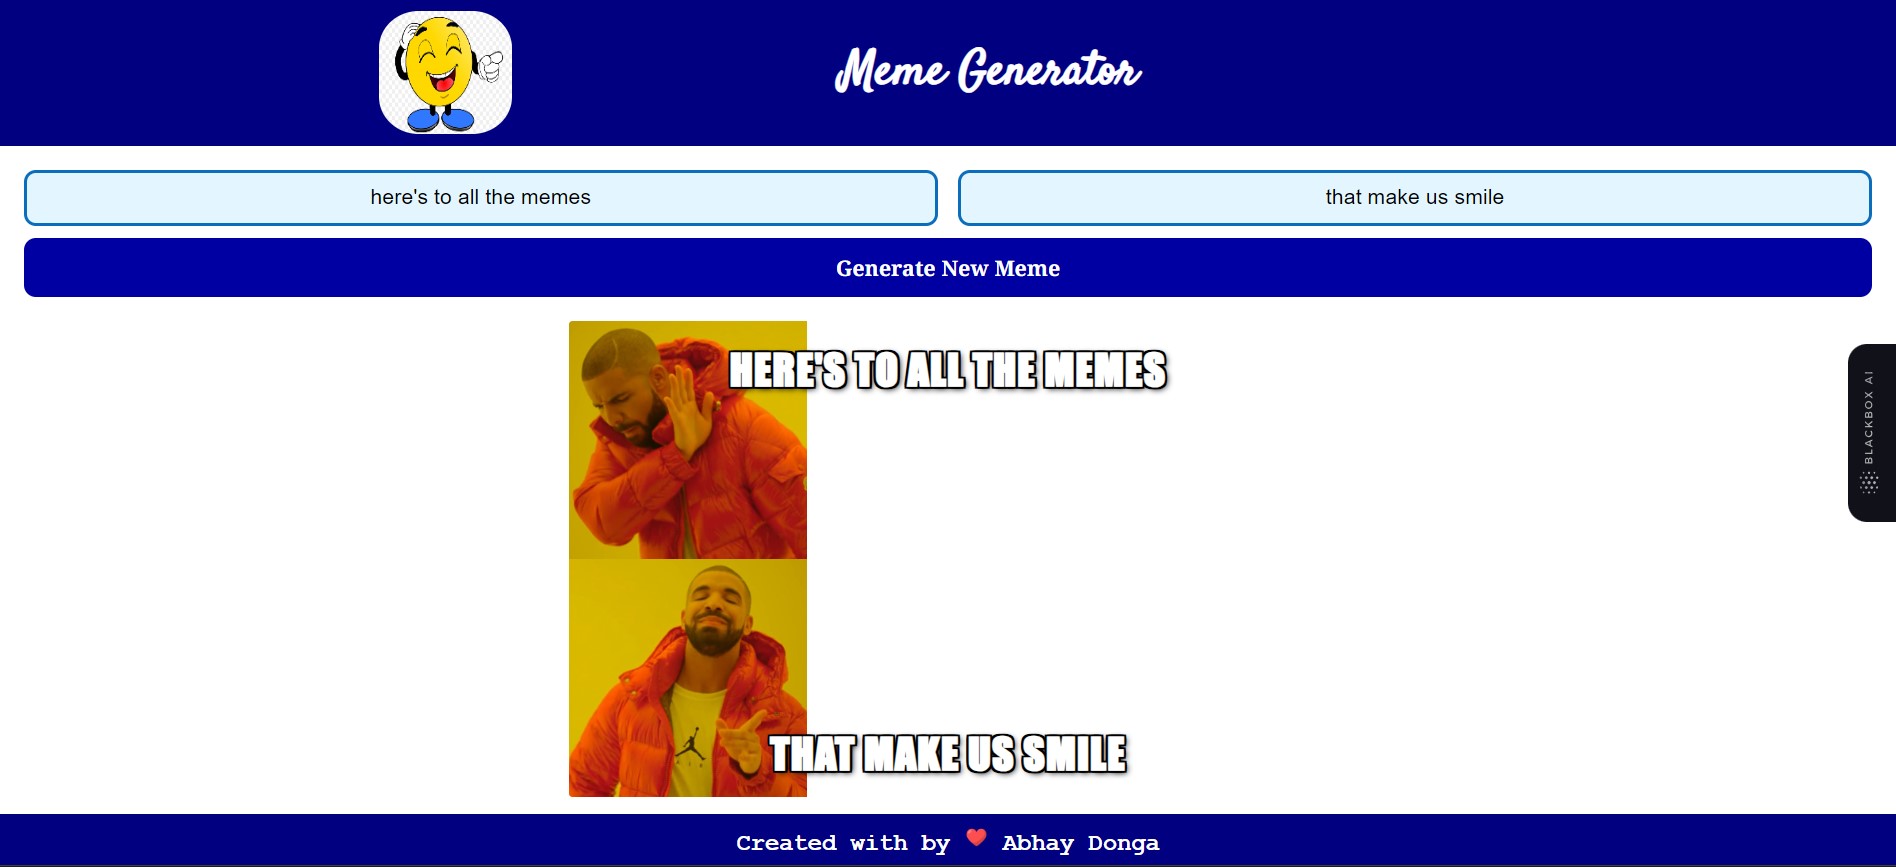 Meme Generator
here's to all the memes
that make us smile
Generate New Meme
HERE'S TO ALL THE MEMES
BLACKBOX AI
THAT MAKE US SMILE
Created with by ❤️ Abhay Donga